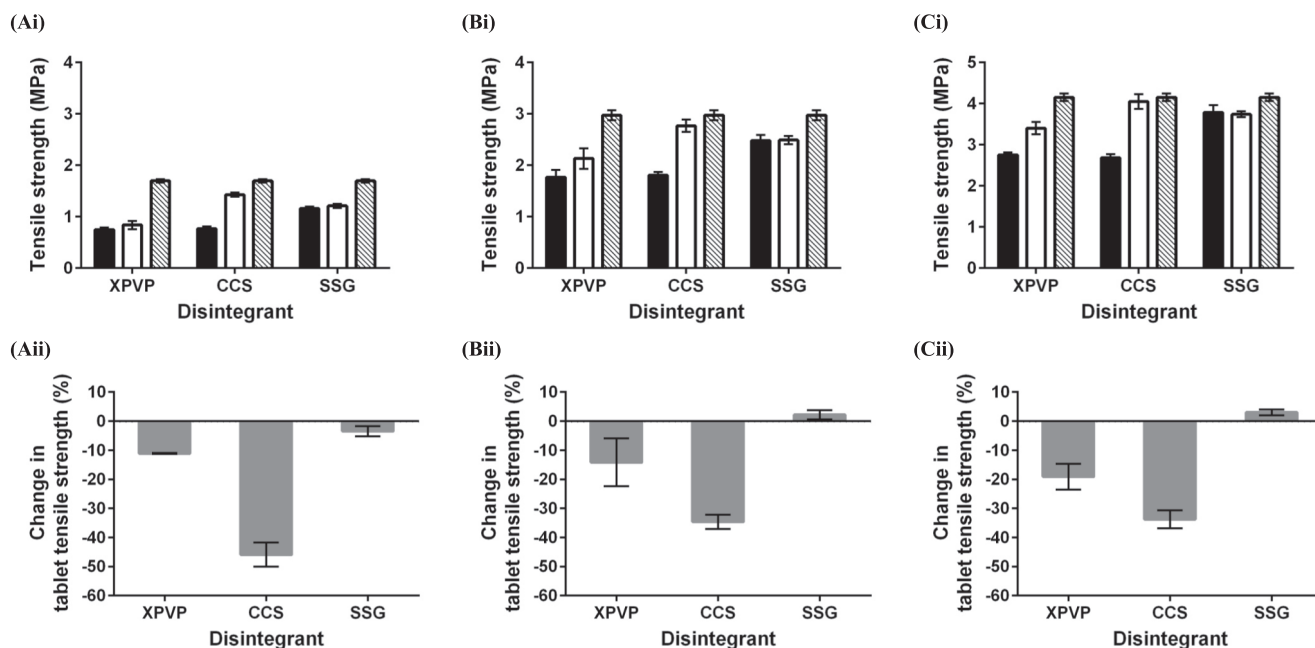 (Ai)
Tensile strength (MPa)
4
3
2
1
0
XPVP CCS SSG
Disintegrant
(Bi)
Tensile strength (MPa)
4
3
2
1
0
XPVP CCS SSG
Disintegrant
(Ci)
Tensile strength (MPa)
5
4
3
2
1
0
XPVP CCS SSG
Disintegrant
(Aii)
Change in
tablet tensile strength (%)
10
0
-10
-20
-30
-40
-50
-60
XPVP CCS SSG
Disintegrant
(Bii)
Change in
tablet tensile strength (%)
10
0
-10
-20
-30
-40
-50
-60
XPVP CCS SSG
Disintegrant
(Cii)
Change in
tablet tensile strength (%)
10
0
-10
-20
-30
-40
-50
-60
XPVP CCS SSG
Disintegrant